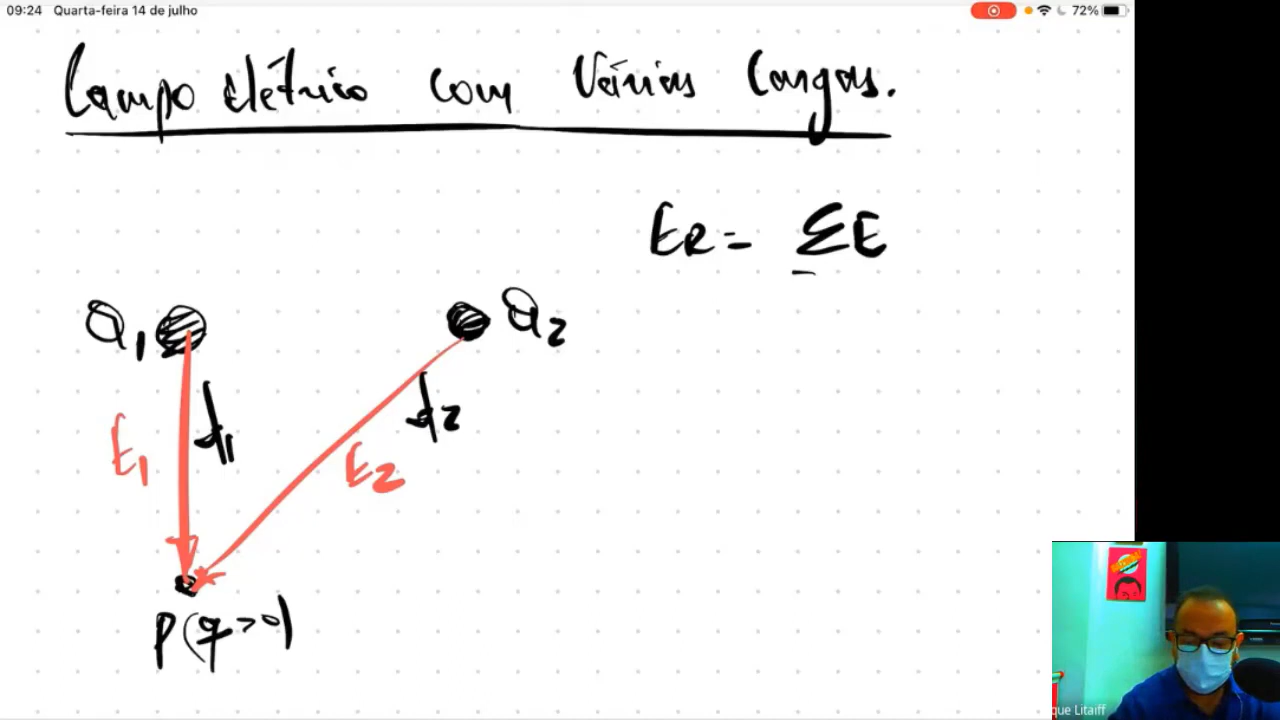 09:24 Quarta-feira 14 de julho
72%
Campo elétrico com Várias Cargas.
ER = ΣE
Q1
Q2
d1
d2
E1
E2
P(q>0)
que Litaiff